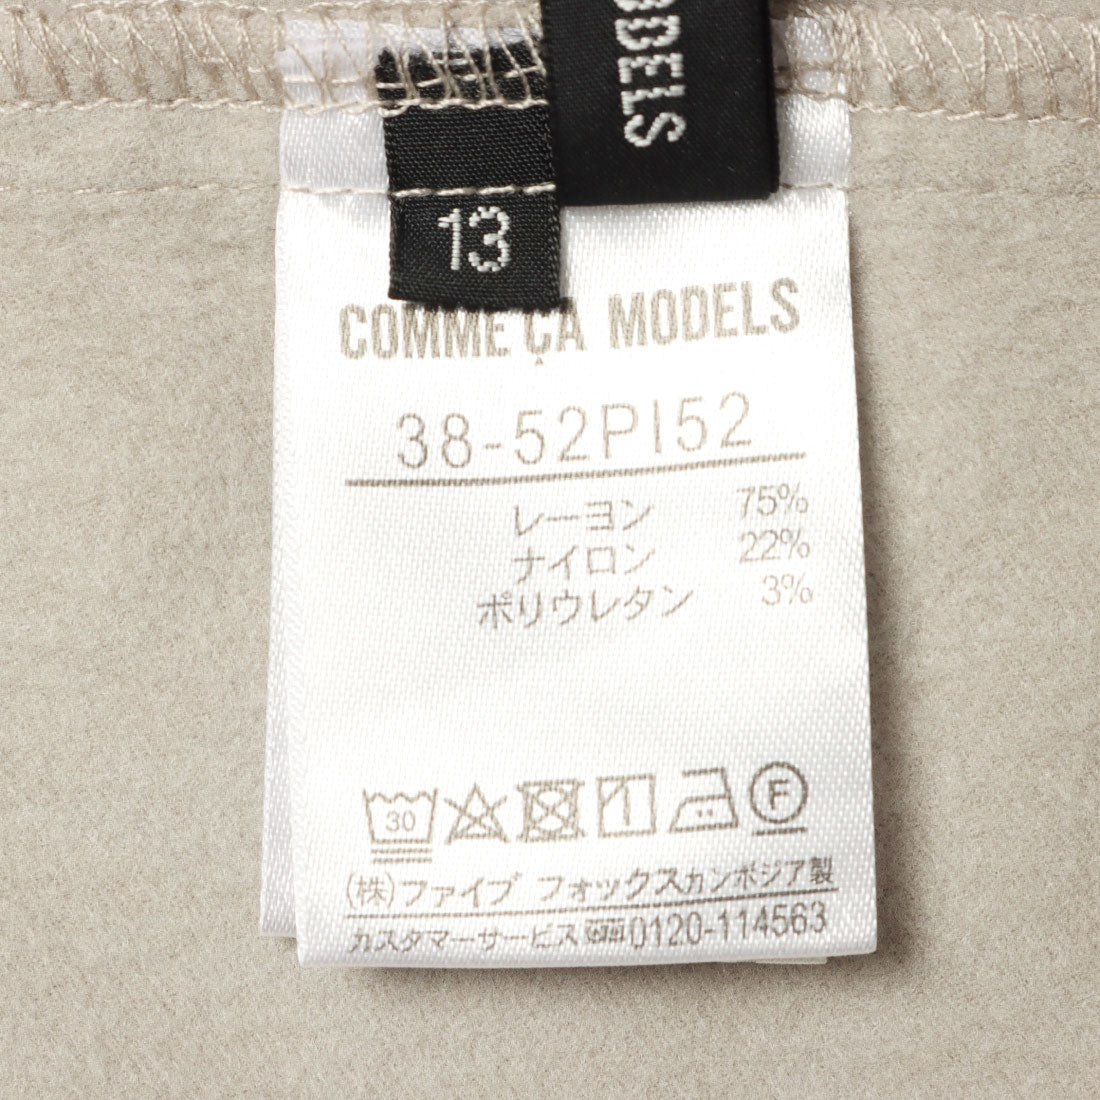 ODELS
13
COMME ÇA MODELS
38-52PI52
レーヨン 75%
ナイロン 22%
ポリウレタン 3%
30 1 F
(株)ファイブ フォックスカンボジア製
カスタマーサービス 0120-114563